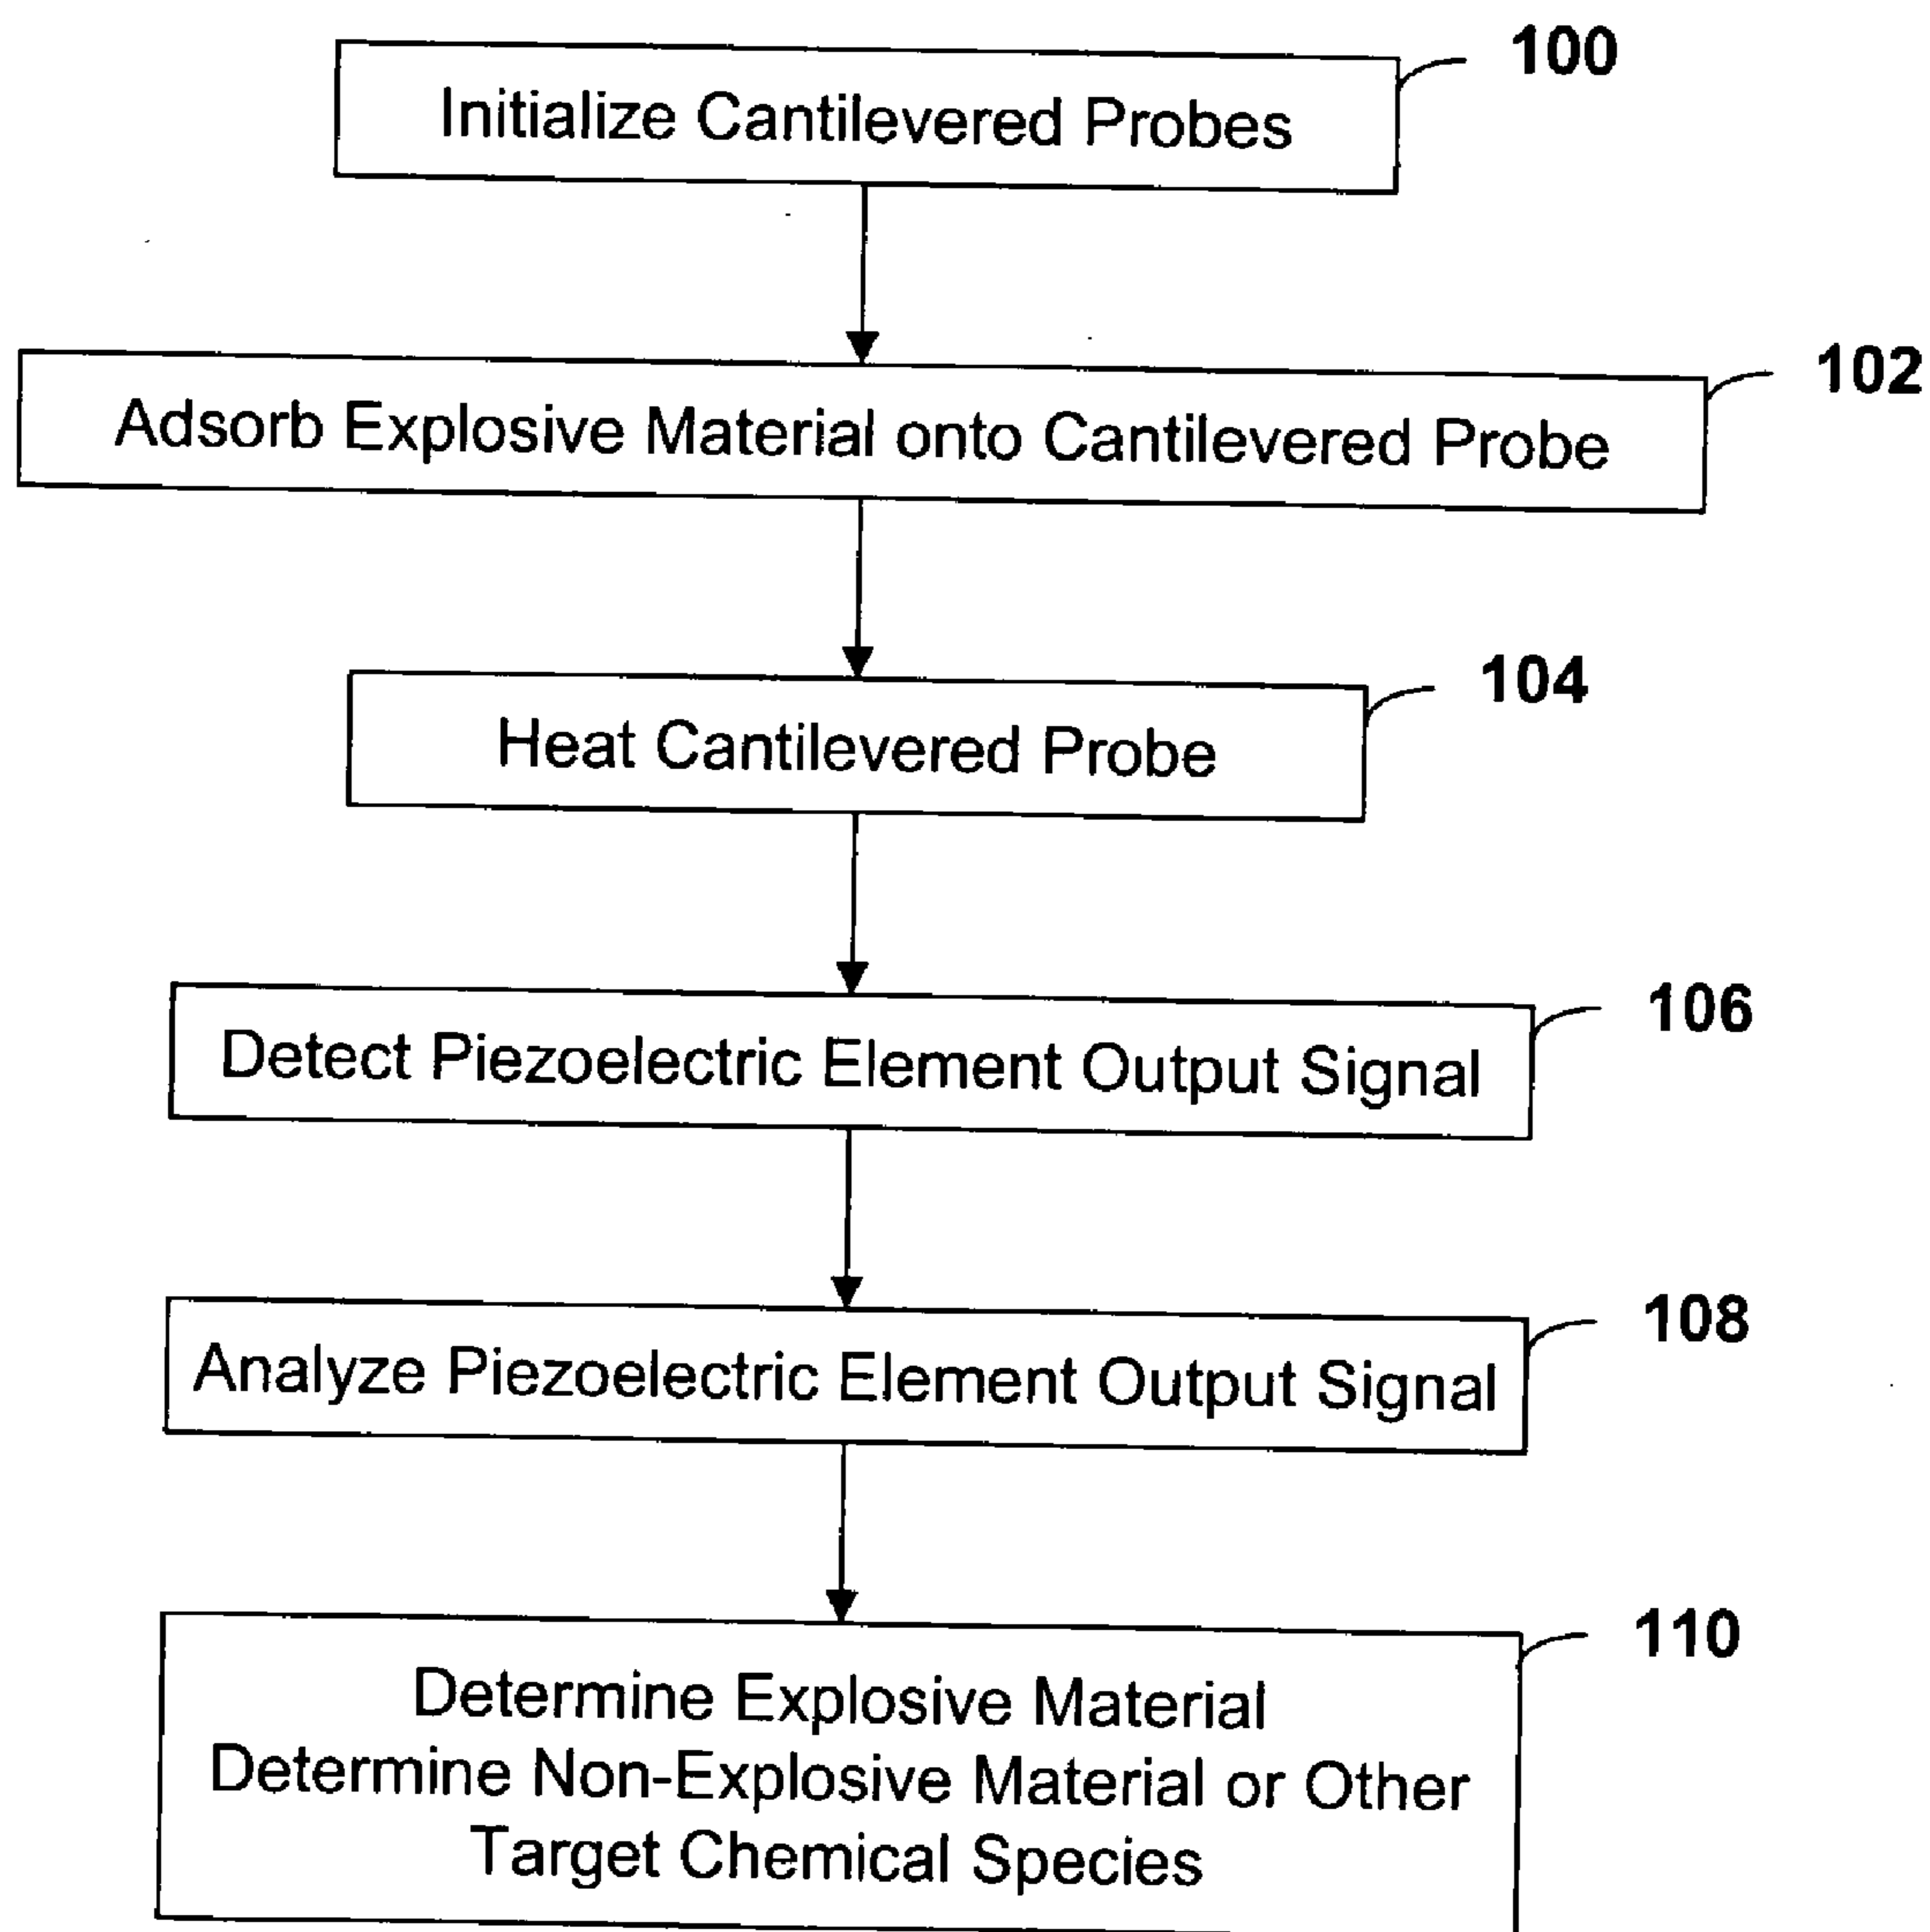 100
Initialize Cantilevered Probes
102
Adsorb Explosive Material onto Cantilevered Probe
104
Heat Cantilevered Probe
106
Detect Piezoelectric Element Output Signal
108
Analyze Piezoelectric Element Output Signal
110
Determine Explosive Material
Determine Non-Explosive Material or Other
Target Chemical Species